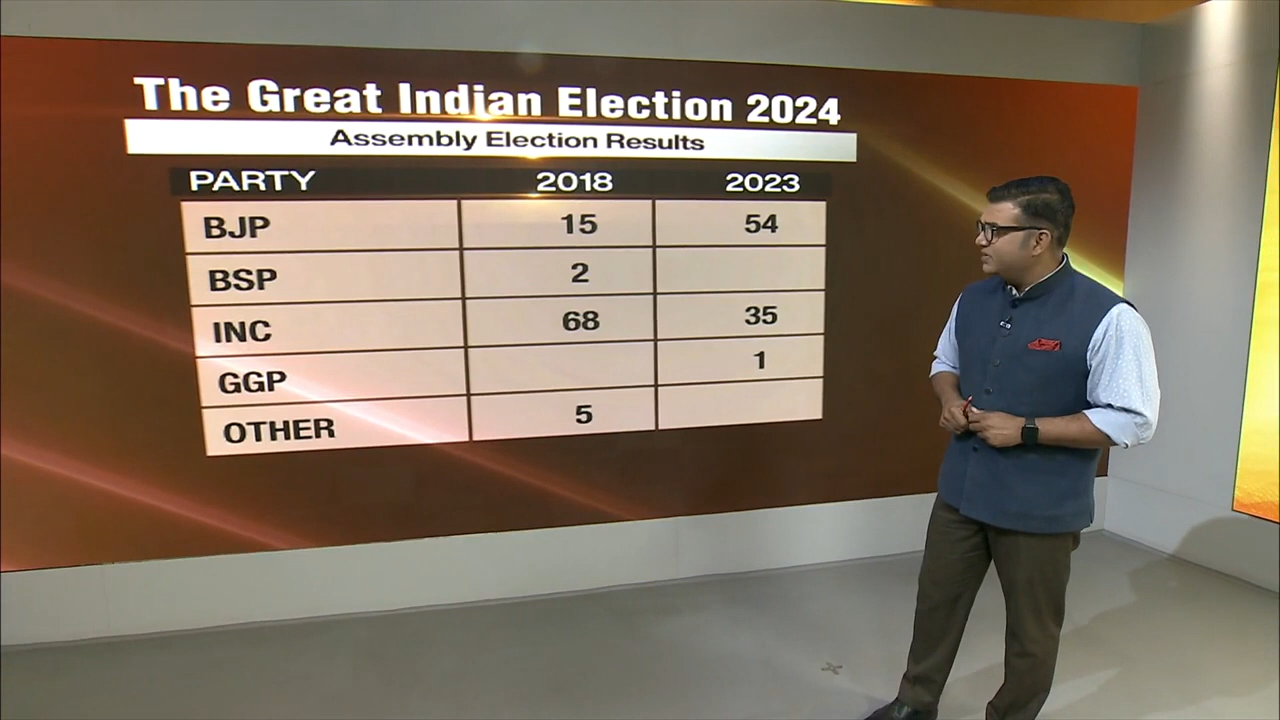 The Great Indian Election 2024
Assembly Election Results
PARTY 2018 2023
BJP 15 54
BSP 2
INC 68 35
GGP 1
OTHER 5